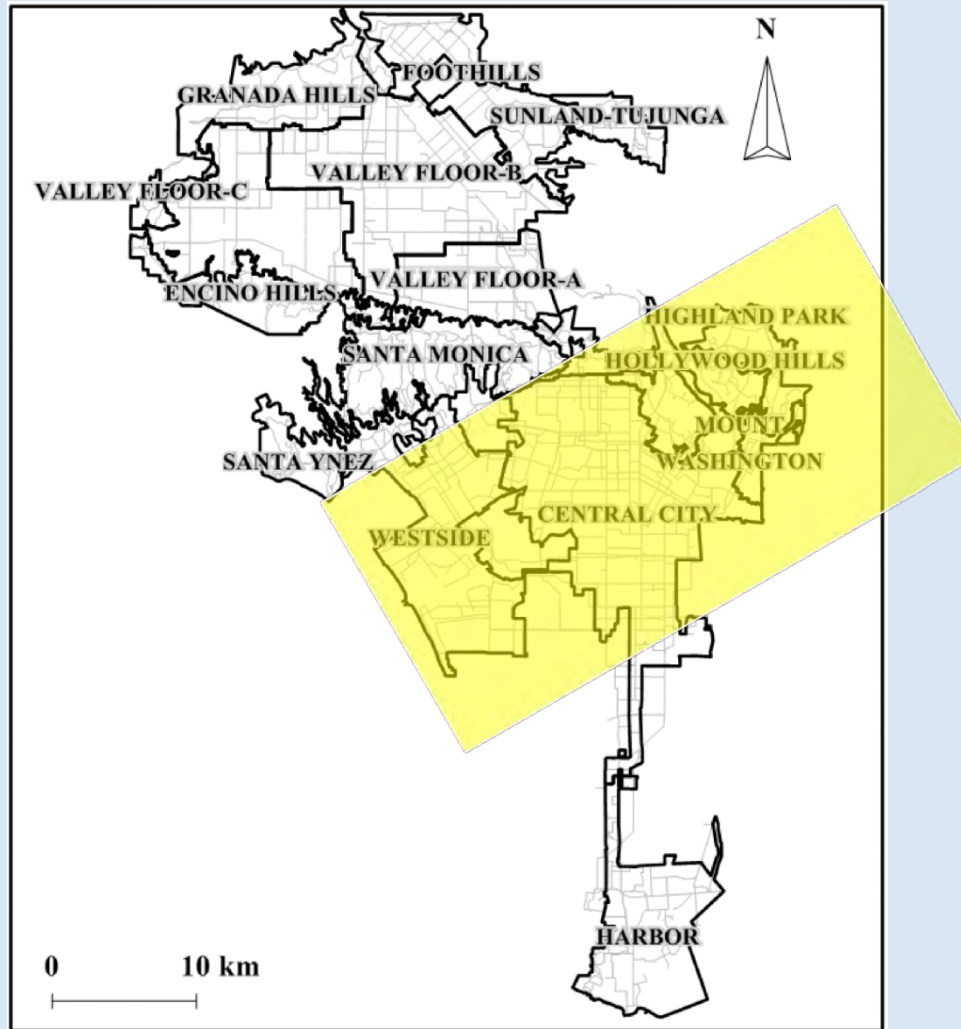 N
FOOTHILLS
GRANADA HILLS
SUNLAND-TUJUNGA
VALLEY FLOOR-B
VALLEY FLOOR-C
VALLEY FLOOR-A
ENCINO HILLS
HIGHLAND PARK
SANTA MONICA
HOLLYWOOD HILLS
MOUNT
WASHINGTON
SANTA YNEZ
CENTRAL CITY
WESTSIDE
HARBOR
0 10 km